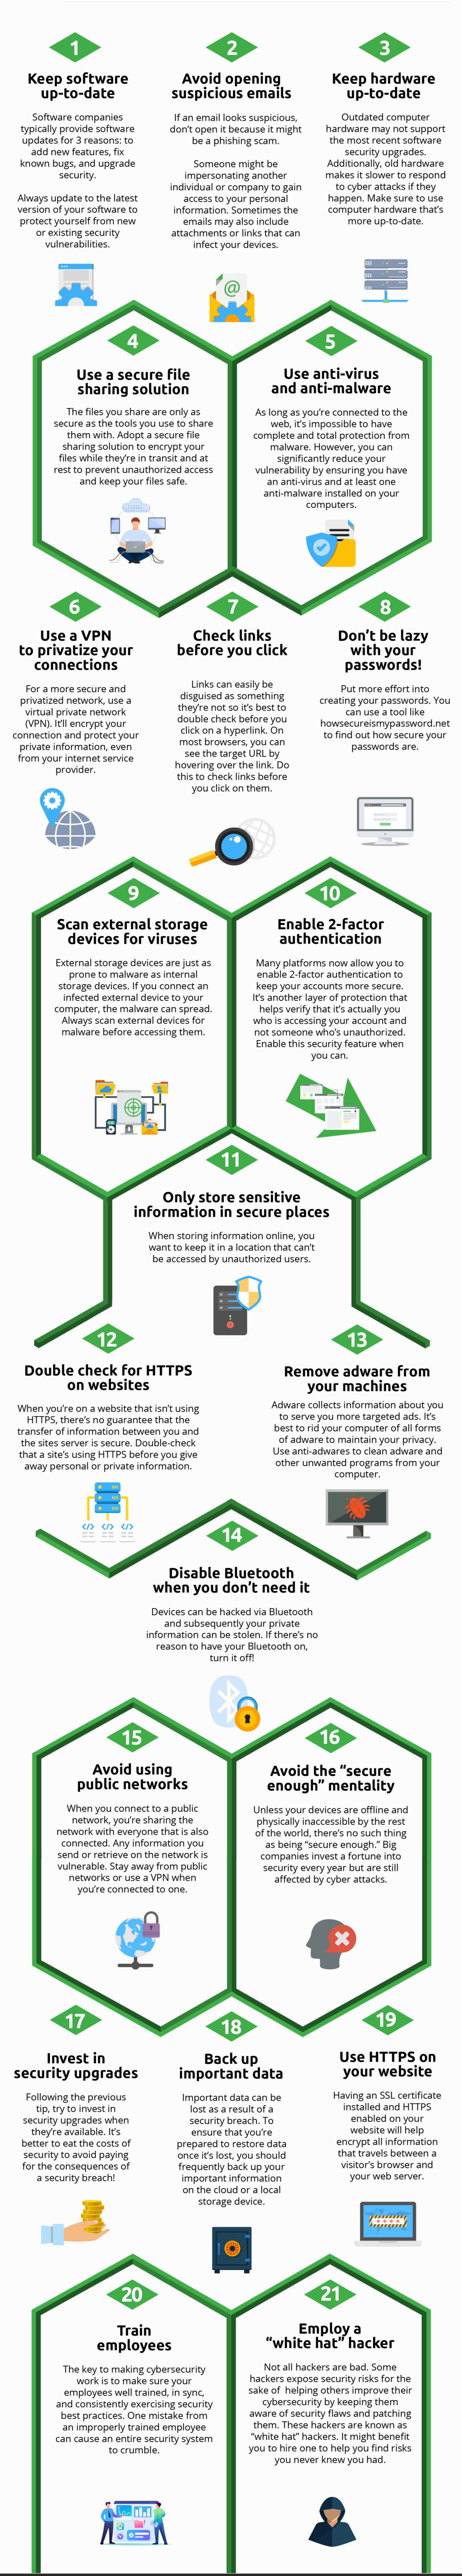 1
Keep software
up-to-date
Software companies
typically provide software
updates for 3 reasons: to
add new features, fix
known bugs, and upgrade
security.
Always update to the latest
version of your software to
protect yourself from new
or existing security
vulnerabilities.
2
Avoid opening
suspicious emails
If an email looks suspicious,
don't open it because it might
be a phishing scam.
Someone might be
impersonating another
individual or company to gain
access to your personal
information. Sometimes the
emails may also include
attachments or links that can
infect your devices.
@
3
Keep hardware
up-to-date
Outdated computer
hardware may not support
the most recent software
security upgrades.
Additionally, old hardware
makes it slower to respond
to cyber attacks if they
happen. Make sure to use
computer hardware that's
more up-to-date.
4
Use a secure file
sharing solution
The files you share are only as
secure as the tools you use to share
them with. Adopt a secure file
sharing solution to encrypt your
files while they're in transit and at
rest to prevent unauthorized access
and keep your files safe.
5
Use anti-virus
and anti-malware
As long as you're connected to the
web, it's impossible to have
complete and total protection from
malware. However, you can
significantly reduce your
vulnerability by ensuring you have
an anti-virus and at least one
anti-malware installed on your
computers.
6
Use a VPN
to privatize your
connections
For a more secure and
privatized network, use a
virtual private network
(VPN). It'll encrypt your
connection and protect your
private information, even
from your internet service
provider.
7
Check links
before you click
Links can easily be
disguised as something
they're not so it's best to
double check before you
click on a hyperlink. On
most browsers, you can
see the target URL by
hovering over the link. Do
this to check links before
you click on them.
8
Don't be lazy
with your
passwords!
Put more effort into
creating your passwords. You
can use a tool like
howsecureismypassword.net
to find out how secure your
passwords are.
9
Scan external storage
devices for viruses
External storage devices are just as
prone to malware as internal
storage devices. If you connect an
infected external device to your
computer, the malware can spread.
Always scan external devices for
malware before accessing them.
10
Enable 2-factor
authentication
Many platforms now allow you to
enable 2-factor authentication to
keep your accounts more secure.
It's another layer of protection that
helps verify that it's actually you
who is accessing your account and
not someone who's unauthorized.
Enable this security feature when
you can.
11
Only store sensitive
information in secure places
When storing information online, you
want to keep it in a location that can't
be accessed by unauthorized users.
12
Double check for HTTPS
on websites
When you're on a website that isn't using
HTTPS, there's no guarantee that the
transfer of information between you and
the sites server is secure. Double-check
that a site's using HTTPS before you give
away personal or private information.
</> </> </>
13
Remove adware from
your machines
Adware collects information about you
to serve you more targeted ads. It's
best to rid your computer of all forms
of adware to maintain your privacy.
Use anti-adwares to clean adware and
other unwanted programs from your
computer.
14
Disable Bluetooth
when you don't need it
Devices can be hacked via Bluetooth
and subsequently your private
information can be stolen. If there's no
reason to have your Bluetooth on,
turn it off!
15
Avoid using
public networks
When you connect to a public
network, you're sharing the
network with everyone that is also
connected. Any information you
send or retrieve on the network is
vulnerable. Stay away from public
networks or use a VPN when
you're connected to one.
16
Avoid the “secure
enough” mentality
Unless your devices are offline and
physically inaccessible by the rest
of the world, there's no such thing
as being “secure enough.” Big
companies invest a fortune into
security every year but are still
affected by cyber attacks.
17
Invest in
security upgrades
Following the previous
tip, try to invest in
security upgrades when
they're available. It's
better to eat the costs of
security to avoid paying
for the consequences of
a security breach!
18
Back up
important data
Important data can be
lost as a result of a
security breach. To
ensure that you're
prepared to restore data
once it's lost, you should
frequently back up your
important information
on the cloud or a local
storage device.
19
Use HTTPS on
your website
Having an SSL certificate
installed and HTTPS
enabled on your
website will help
encrypt all information
that travels between a
visitor's browser and
your web server.
20
Train
employees
The key to making cybersecurity
work is to make sure your
employees well trained, in sync,
and consistently exercising security
best practices. One mistake from
an improperly trained employee
can cause an entire security system
to crumble.
21
Employ a
“white hat” hacker
Not all hackers are bad. Some
hackers expose security risks for the
sake of helping others improve their
cybersecurity by keeping them
aware of security flaws and patching
them. These hackers are known as
“white hat” hackers. It might benefit
you to hire one to help you find risks
you never knew you had.